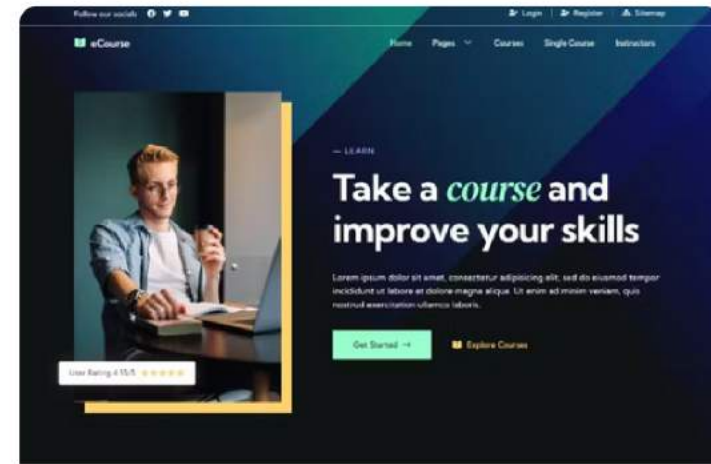 Follow our socials
Login | Register | Sitemap
eCourse
Home Pages Courses Single Course Instructors
— LEARN
Take a course and
improve your skills
Lorem ipsum dolor sit amet, consectetur adipisicing elit, sed do eiusmod tempor
incididunt ut labore et dolore magna aliqua. Ut enim ad minim veniam, quis
nostrud exercitation ullamco laboris.
Get Started →
Explore Courses
User Rating